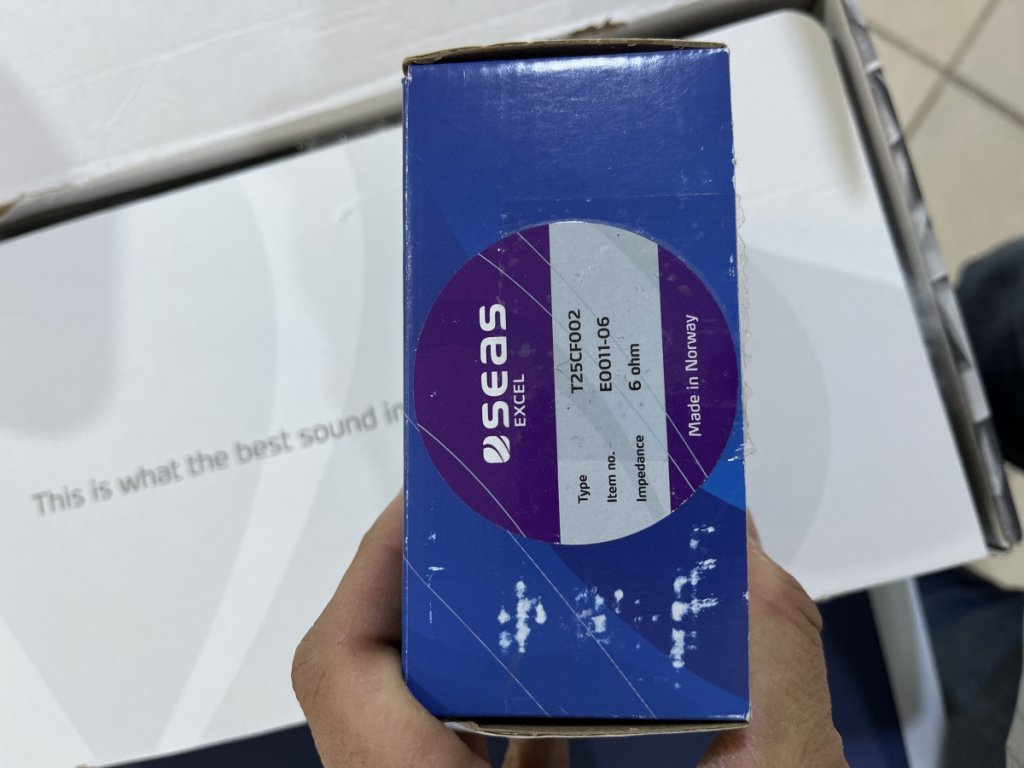 This is what the best sound in
seas
EXCEL
Type T25CF002
Item no. E0011-06
Impedance 6 ohm
Made in Norway